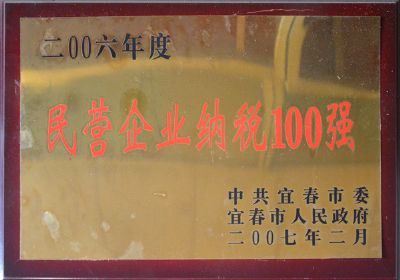 二00六年度
民营企业纳税100强
中共宜春市委
宜春市人民政府
二00七年二月